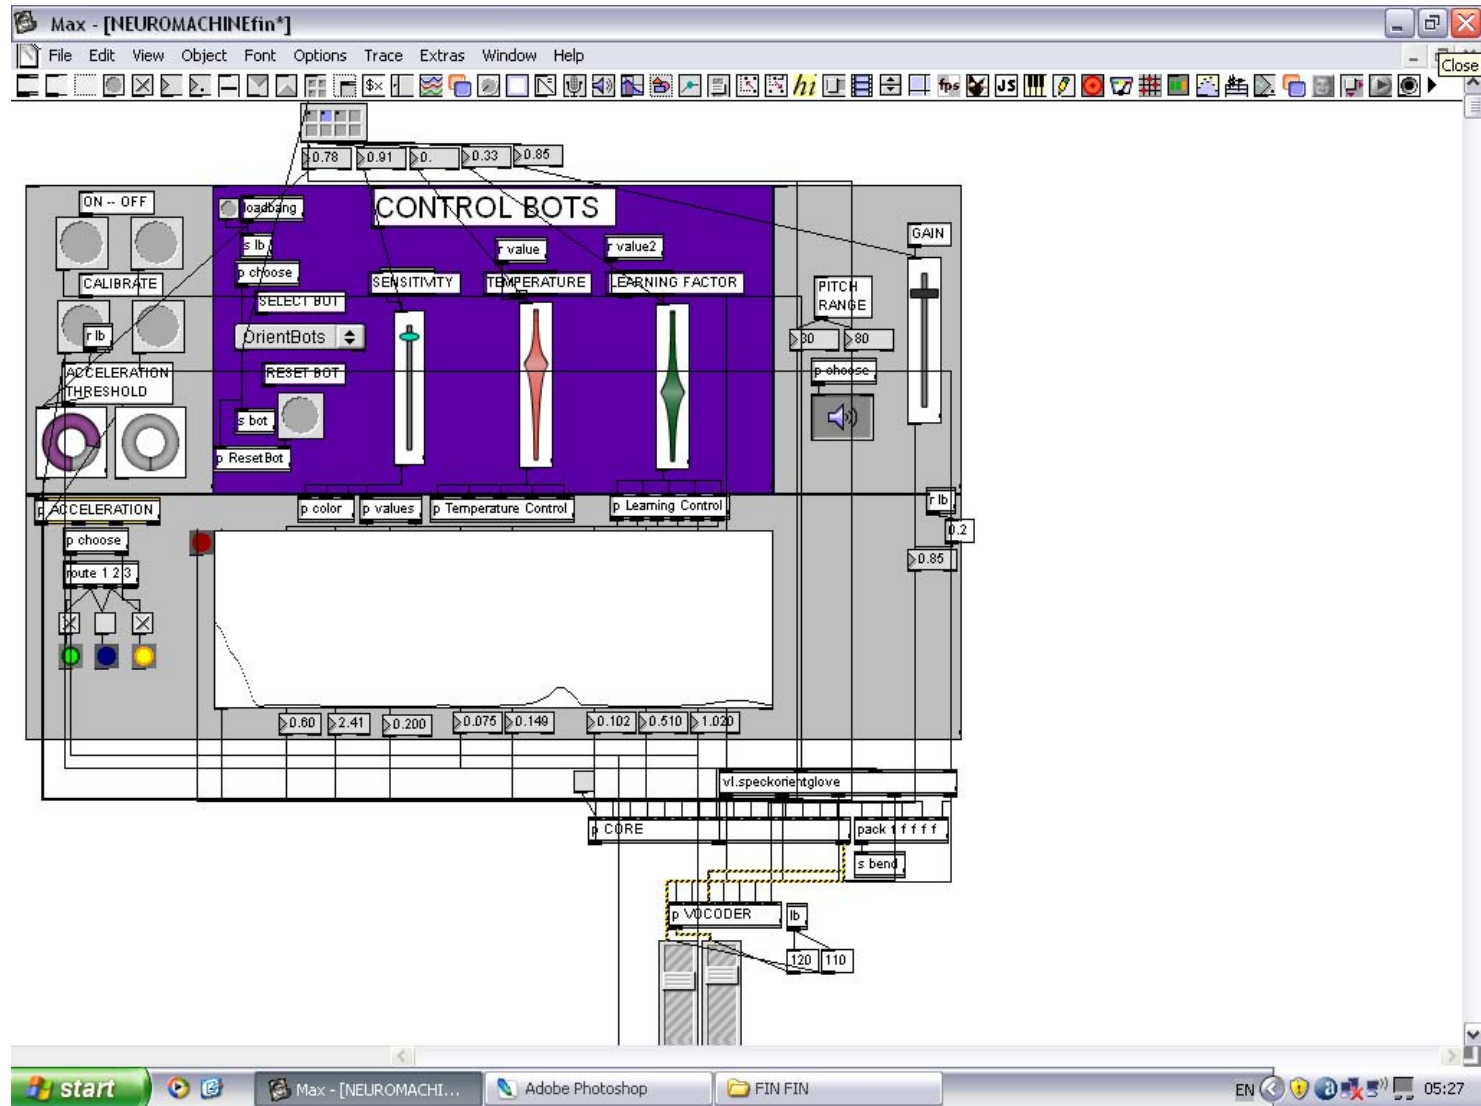 Max - [NEUROMACHINEfin*]
File Edit View Object Font Options Trace Extras Window Help
Close
$x hi fps JS
0.78 0.91 0. 0.33 0.85
ON -- OFF
loadbang
CONTROL BOTS
s lb
r value
r value2
GAIN
p choose
CALIBRATE
SENSITIVITY
TEMPERATURE
LEARNING FACTOR
PITCH
RANGE
SELECT BOT
r lb
OrientBots
30 80
ACCELERATION
THRESHOLD
RESET BOT
p choose
s bot
p ResetBot
p ACCELERATION
p color
p values
p Temperature Control
p Learning Control
r lb
0.2
p choose
0.85
route 1 2 3
0.60 2.41 0.200 0.075 0.149 0.102 0.510 1.020
vl.speckorientglove
p CORE
pack f f f f f
s bend
p VOCODER
lb
120 110
start
Max - [NEUROMACHI...
Adobe Photoshop
FIN FIN
EN
05:27